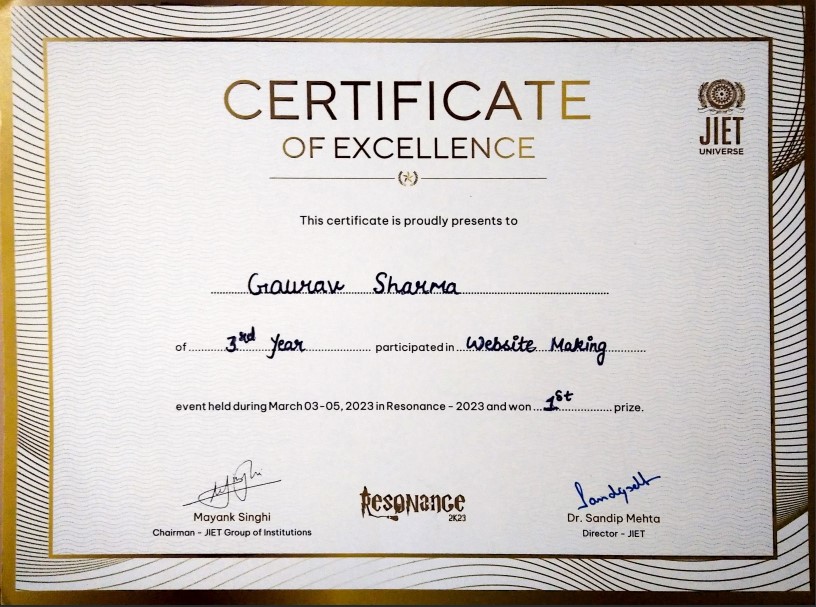 CERTIFICATE
OF EXCELLENCE
JIET
UNIVERSE
This certificate is proudly presents to
Gaurav Sharma
of 3rd Year participated in Website Making
event held during March 03-05, 2023 in Resonance - 2023 and won 1st prize.
Mayank Singhi
Chairman - JIET Group of Institutions
Resonance
2K23
Dr. Sandip Mehta
Director - JIET